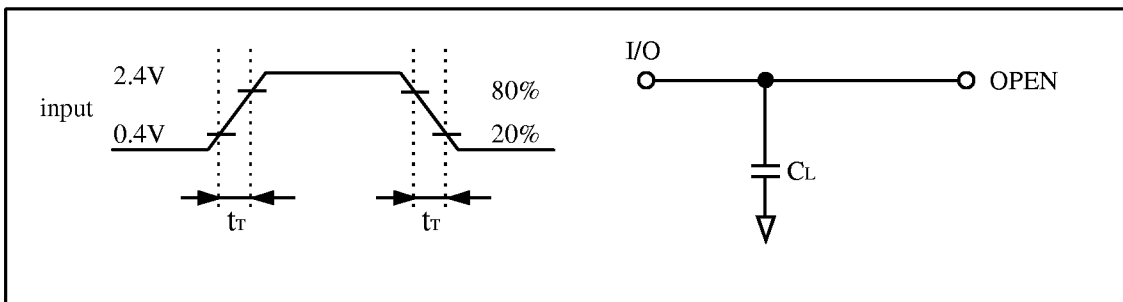 2.4V
input
0.4V
80%
20%
tT
tT
I/O
OPEN
CL